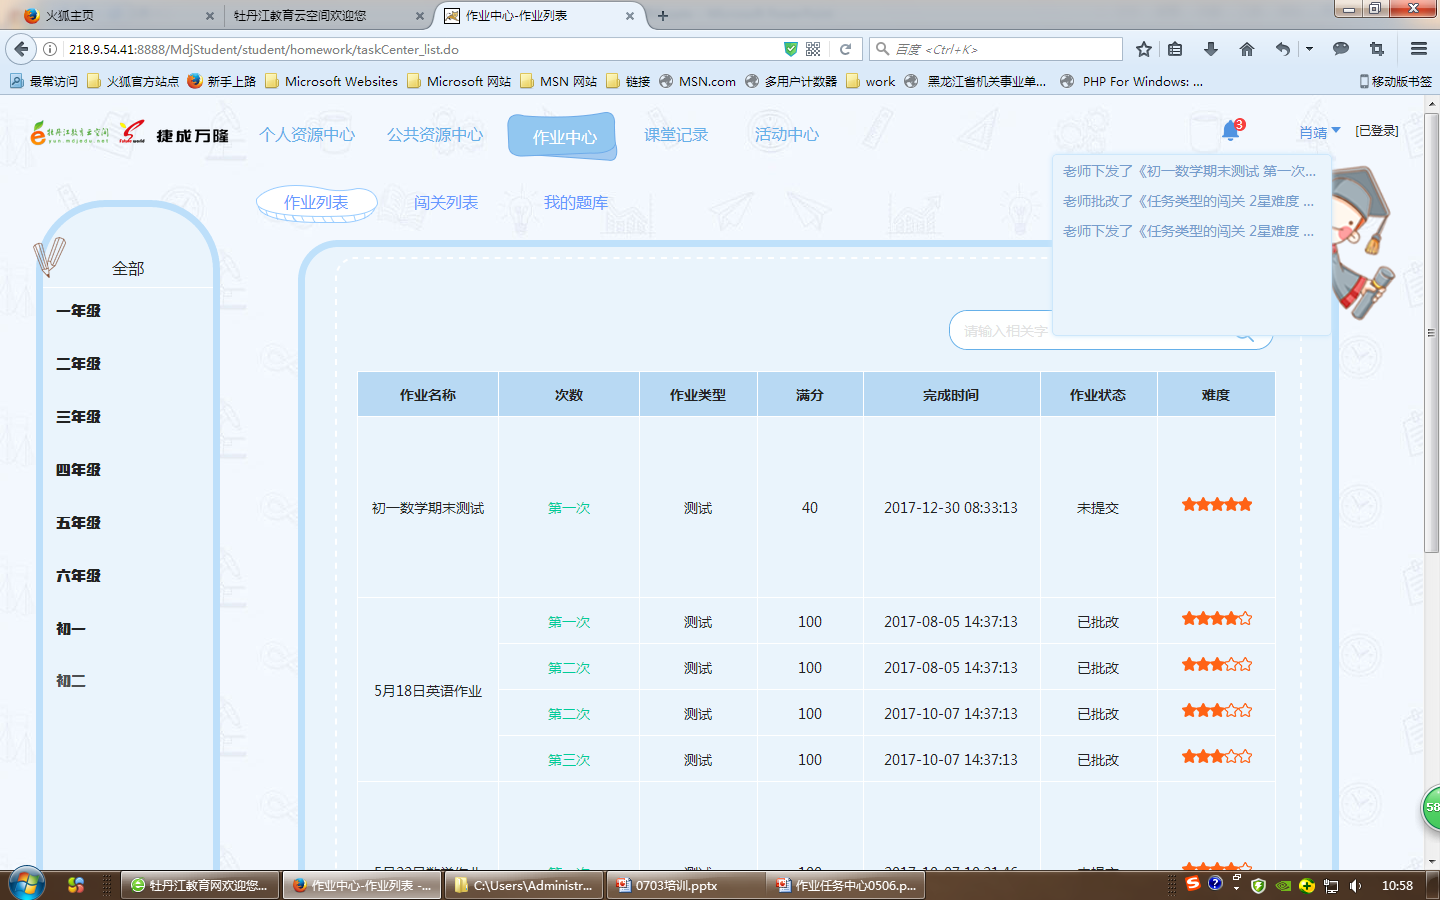 火狐主页
牡丹江教育云空间欢迎您
作业中心-作业列表
218.9.54.41:8888/MdjStudent/student/homework/taskCenter_list.do
百度 <Ctrl+K>
最常访问
火狐官方站点
新手上路
Microsoft Websites
Microsoft 网站
MSN 网站
链接
MSN.com
多用户计数器
work
黑龙江省机关事业单...
PHP For Windows: ...
移动版书签
牡丹江教育云空间
yun.mdjedu.net
捷成万隆
个人资源中心
公共资源中心
作业中心
课堂记录
活动中心
3
肖靖
[已登录]
老师下发了《初一数学期末测试 第一次...
老师批改了《任务类型的闯关 2星难度 ...
老师下发了《任务类型的闯关 2星难度 ...
作业列表
闯关列表
我的题库
全部
一年级
二年级
三年级
四年级
五年级
六年级
初一
初二
请输入相关字
作业名称 次数 作业类型 满分 完成时间 作业状态 难度
初一数学期末测试 第一次 测试 40 2017-12-30 08:33:13 未提交
5月18日英语作业
第一次 测试 100 2017-08-05 14:37:13 已批改
第二次 测试 100 2017-08-05 14:37:13 已批改
第二次 测试 100 2017-10-07 14:37:13 已批改
第三次 测试 100 2017-10-07 14:37:13 已批改
58
牡丹江教育网欢迎您...
作业中心-作业列表 -...
C:\Users\Administr...
0703培训.pptx
作业任务中心0506.p...
10:58